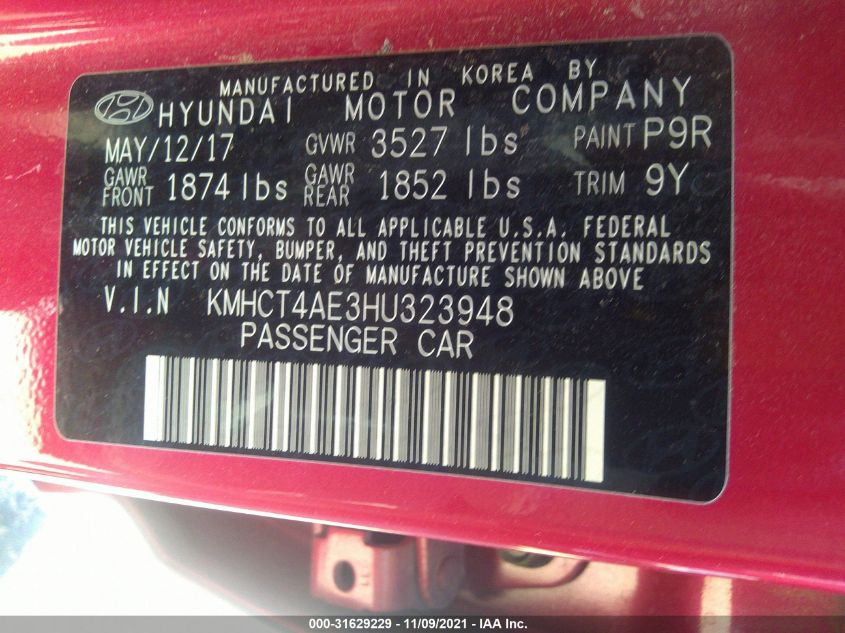 MANUFACTURED IN KOREA BY
HYUNDAI MOTOR COMPANY
MAY/12/17 GVWR 3527 lbs PAINT P9R
GAWR FRONT 1874 lbs GAWR REAR 1852 lbs TRIM 9Y
THIS VEHICLE CONFORMS TO ALL APPLICABLE U.S.A. FEDERAL
MOTOR VEHICLE SAFETY, BUMPER, AND THEFT PREVENTION STANDARDS
IN EFFECT ON THE DATE OF MANUFACTURE SHOWN ABOVE
V.I.N KMHCT4AE3HU323948
PASSENGER CAR
000-31629229 - 11/09/2021 - IAA Inc.